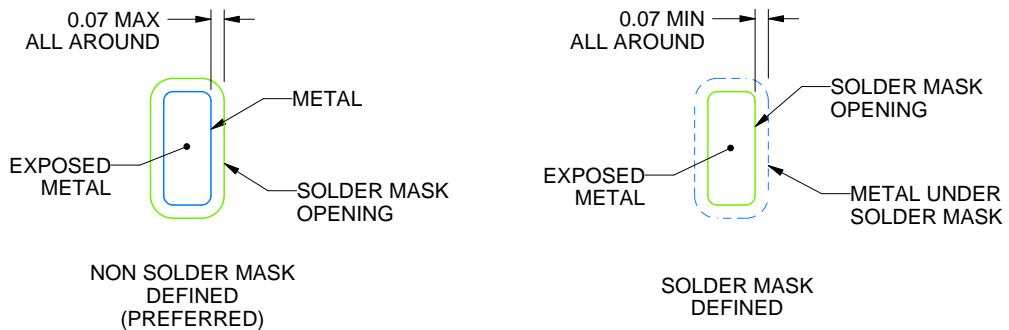 0.07 MAX
ALL AROUND
METAL
EXPOSED
METAL
SOLDER MASK
OPENING
NON SOLDER MASK
DEFINED
(PREFERRED)
0.07 MIN
ALL AROUND
SOLDER MASK
OPENING
EXPOSED
METAL
METAL UNDER
SOLDER MASK
SOLDER MASK
DEFINED